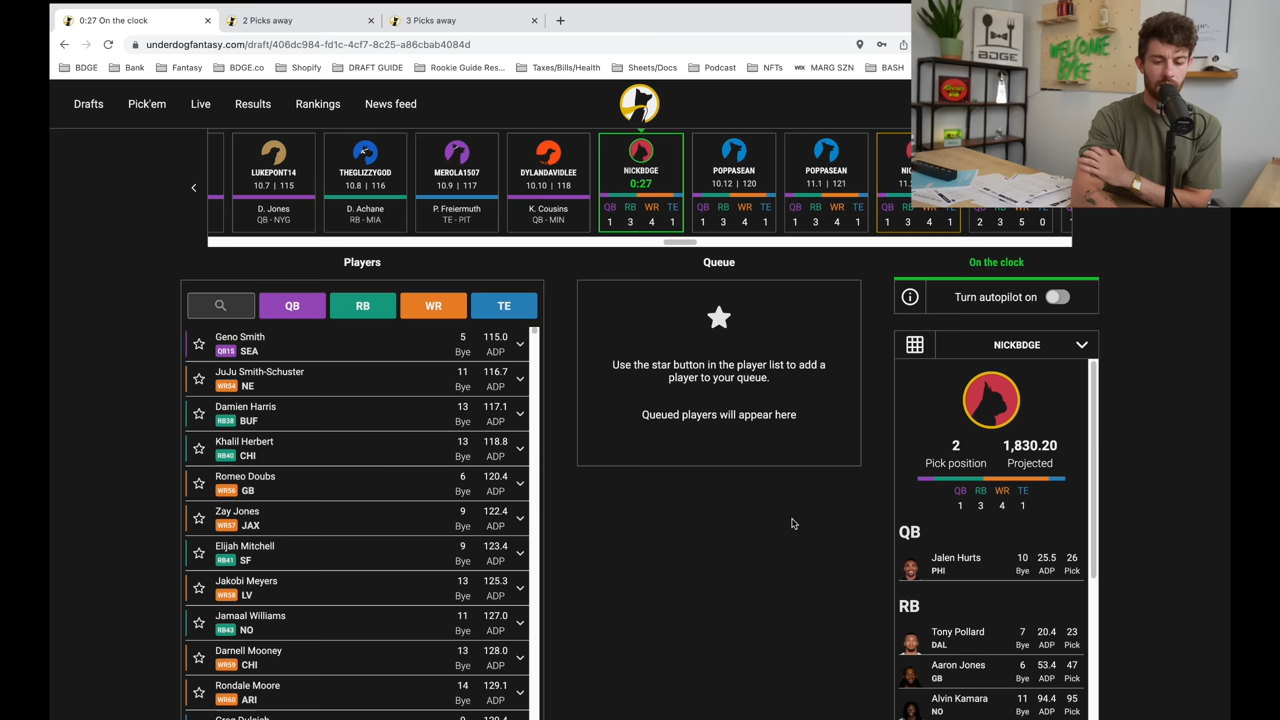 0:27 On the clock
2 Picks away
3 Picks away
underdogfantasy.com/draft/406dc984-fd1c-4cf7-8c25-a86cbab4084d
BDGE Bank Fantasy BDGE.co Shopify DRAFT GUIDE Rookie Guide Res... Taxes/Bills/Health Sheets/Docs Podcast NFTs WIX MARG SZN BASH
BDGE
WELCOME
BYCE
Drafts Pick'em Live Results Rankings News feed
LUKEPONT14
10.7 | 115
D. Jones
QB - NYG
THEGLIZZYGOD
10.8 | 116
D. Achane
RB - MIA
MEROLA1507
10.9 | 117
P. Freiermuth
TE - PIT
DYLANDAVIDLEE
10.10 | 118
K. Cousins
QB - MIN
NICKBDGE
0:27
QB RB WR TE
1 3 4 1
POPPASEAN
10.12 | 120
QB RB WR TE
1 3 4 1
POPPASEAN
11.1 | 121
QB RB WR TE
1 3 4 1
QB RB WR TE
1 3 4 1
QB RB WR TE
2 3 5 0
Players
QB RB WR TE
Geno Smith 5 115.0
QB15 SEA Bye ADP
JuJu Smith-Schuster 11 116.7
WR54 NE Bye ADP
Damien Harris 13 117.1
RB38 BUF Bye ADP
Khalil Herbert 13 118.8
RB40 CHI Bye ADP
Romeo Doubs 6 120.4
WR56 GB Bye ADP
Zay Jones 9 122.4
WR57 JAX Bye ADP
Elijah Mitchell 9 123.4
RB41 SF Bye ADP
Jakobi Meyers 13 125.3
WR58 LV Bye ADP
Jamaal Williams 11 127.0
RB43 NO Bye ADP
Darnell Mooney 13 128.0
WR59 CHI Bye ADP
Rondale Moore 14 129.1
WR60 ARI Bye ADP
Queue
Use the star button in the player list to add a
player to your queue.
Queued players will appear here
On the clock
Turn autopilot on
NICKBDGE
2 1,830.20
Pick position Projected
QB RB WR TE
1 3 4 1
QB
Jalen Hurts 10 25.5 26
PHI Bye ADP Pick
RB
Tony Pollard 7 20.4 23
DAL Bye ADP Pick
Aaron Jones 6 53.4 47
GB Bye ADP Pick
Alvin Kamara 11 94.4 95
NO Bye ADP Pick